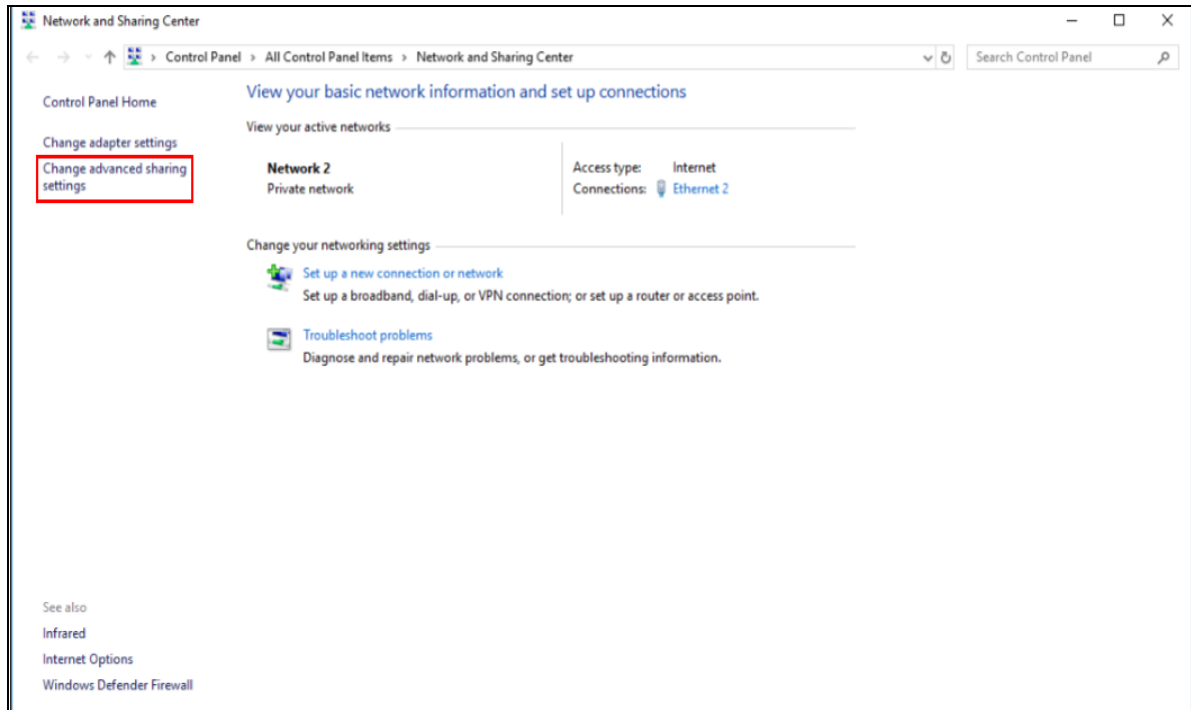 Network and Sharing Center
Control Panel > All Control Panel Items > Network and Sharing Center
Search Control Panel
Control Panel Home
Change adapter settings
Change advanced sharing
settings
View your basic network information and set up connections
View your active networks
Network 2
Private network
Access type: Internet
Connections: Ethernet 2
Change your networking settings
Set up a new connection or network
Set up a broadband, dial-up, or VPN connection; or set up a router or access point.
Troubleshoot problems
Diagnose and repair network problems, or get troubleshooting information.
See also
Infrared
Internet Options
Windows Defender Firewall